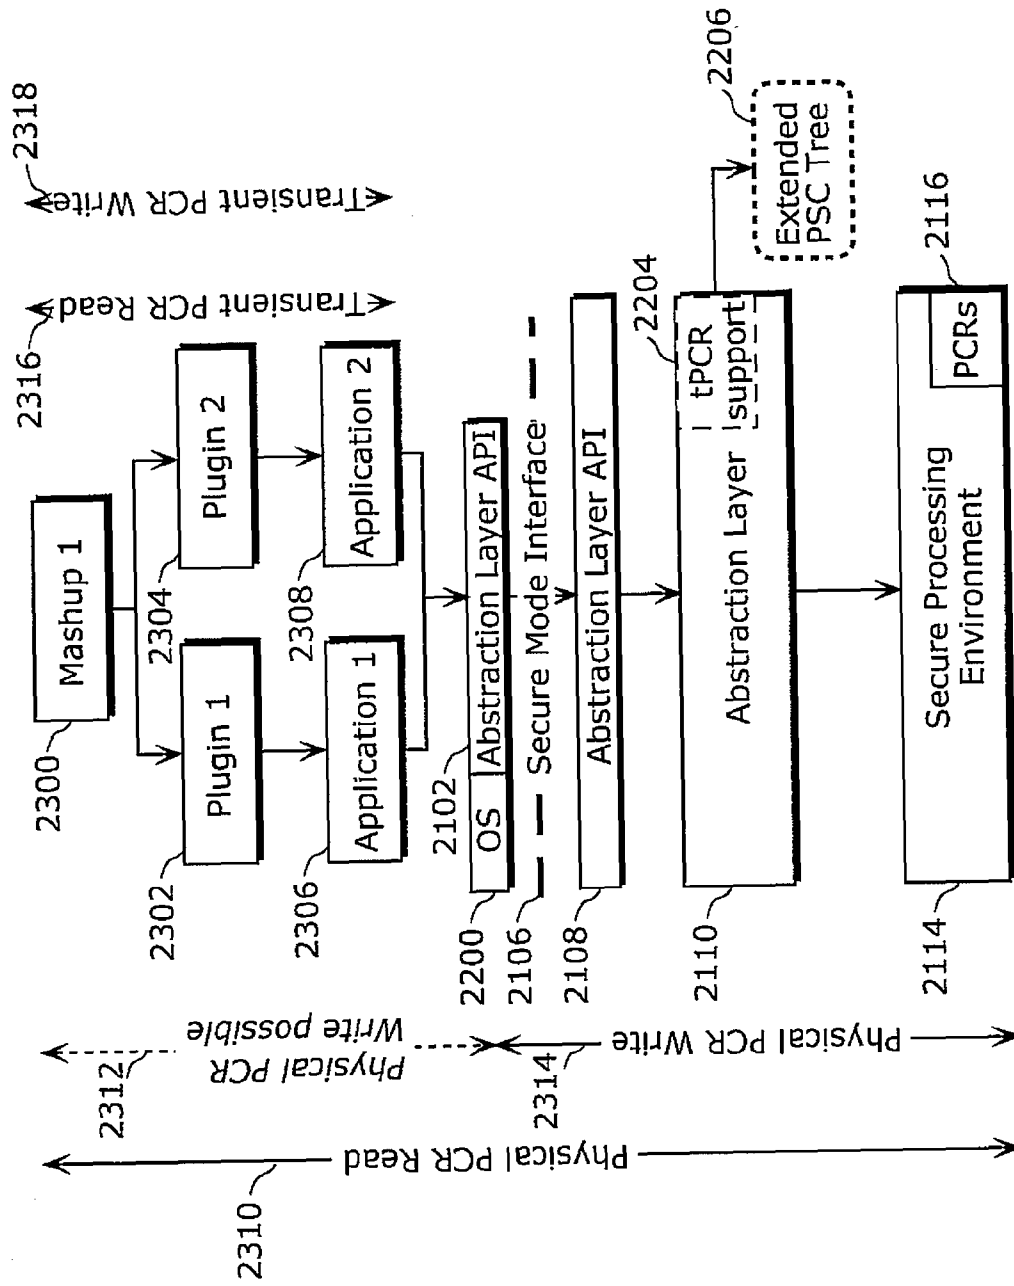 2318
2316
Transient PCR Write
Transient PCR Read
2206
Extended
PSC Tree
2300
Mashup 1
2304
Plugin 2
2302
Plugin 1
2308
Application 2
2306
Application 1
2102
2200
OS
Abstraction Layer API
2106
Secure Mode Interface
2108
Abstraction Layer API
2204
tPCR
support
2110
Abstraction Layer
2116
PCRs
2114
Secure Processing
Environment
2312
Physical PCR
Write possible
2314
Physical PCR Write
2310
Physical PCR Read